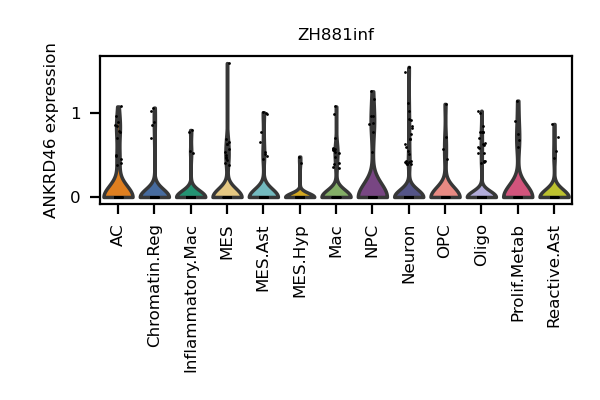 ZH881inf
ANKRD46 expression
1
0
AC
Chromatin.Reg
Inflammatory.Mac
MES
MES.Ast
MES.Hyp
Mac
NPC
Neuron
OPC
Oligo
Prolif.Metab
Reactive.Ast